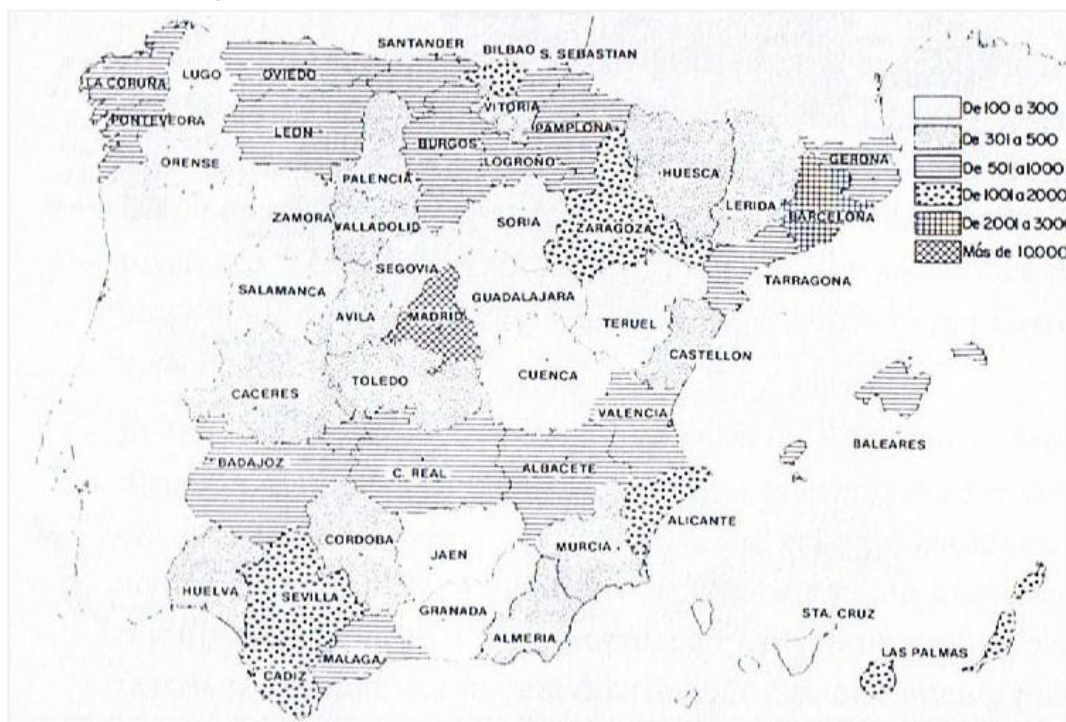 SANTANDER
BILBAO
S. SEBASTIAN
LA CORUÑA
LUGO
OVIEDO
VITORIA
PONTEVEDRA
LEON
BURGOS
PAMPLONA
LOGROÑO
ORENSE
PALENCIA
HUESCA
GERONA
LERIDA
ZAMORA
VALLADOLID
SORIA
ZARAGOZA
BARCELONA
SEGOVIA
TARRAGONA
SALAMANCA
GUADALAJARA
AVILA
MADRID
TERUEL
CASTELLON
TOLEDO
CUENCA
CACERES
VALENCIA
BALEARES
BADAJOZ
C. REAL
ALBACETE
ALICANTE
CORDOBA
JAEN
MURCIA
HUELVA
SEVILLA
GRANADA
ALMERIA
STA. CRUZ
LAS PALMAS
MALAGA
CADIZ
De 100 a 300
De 301 a 500
De 501 a 1000
De 1001 a 2000
De 2001 a 3000
Más de 10.000